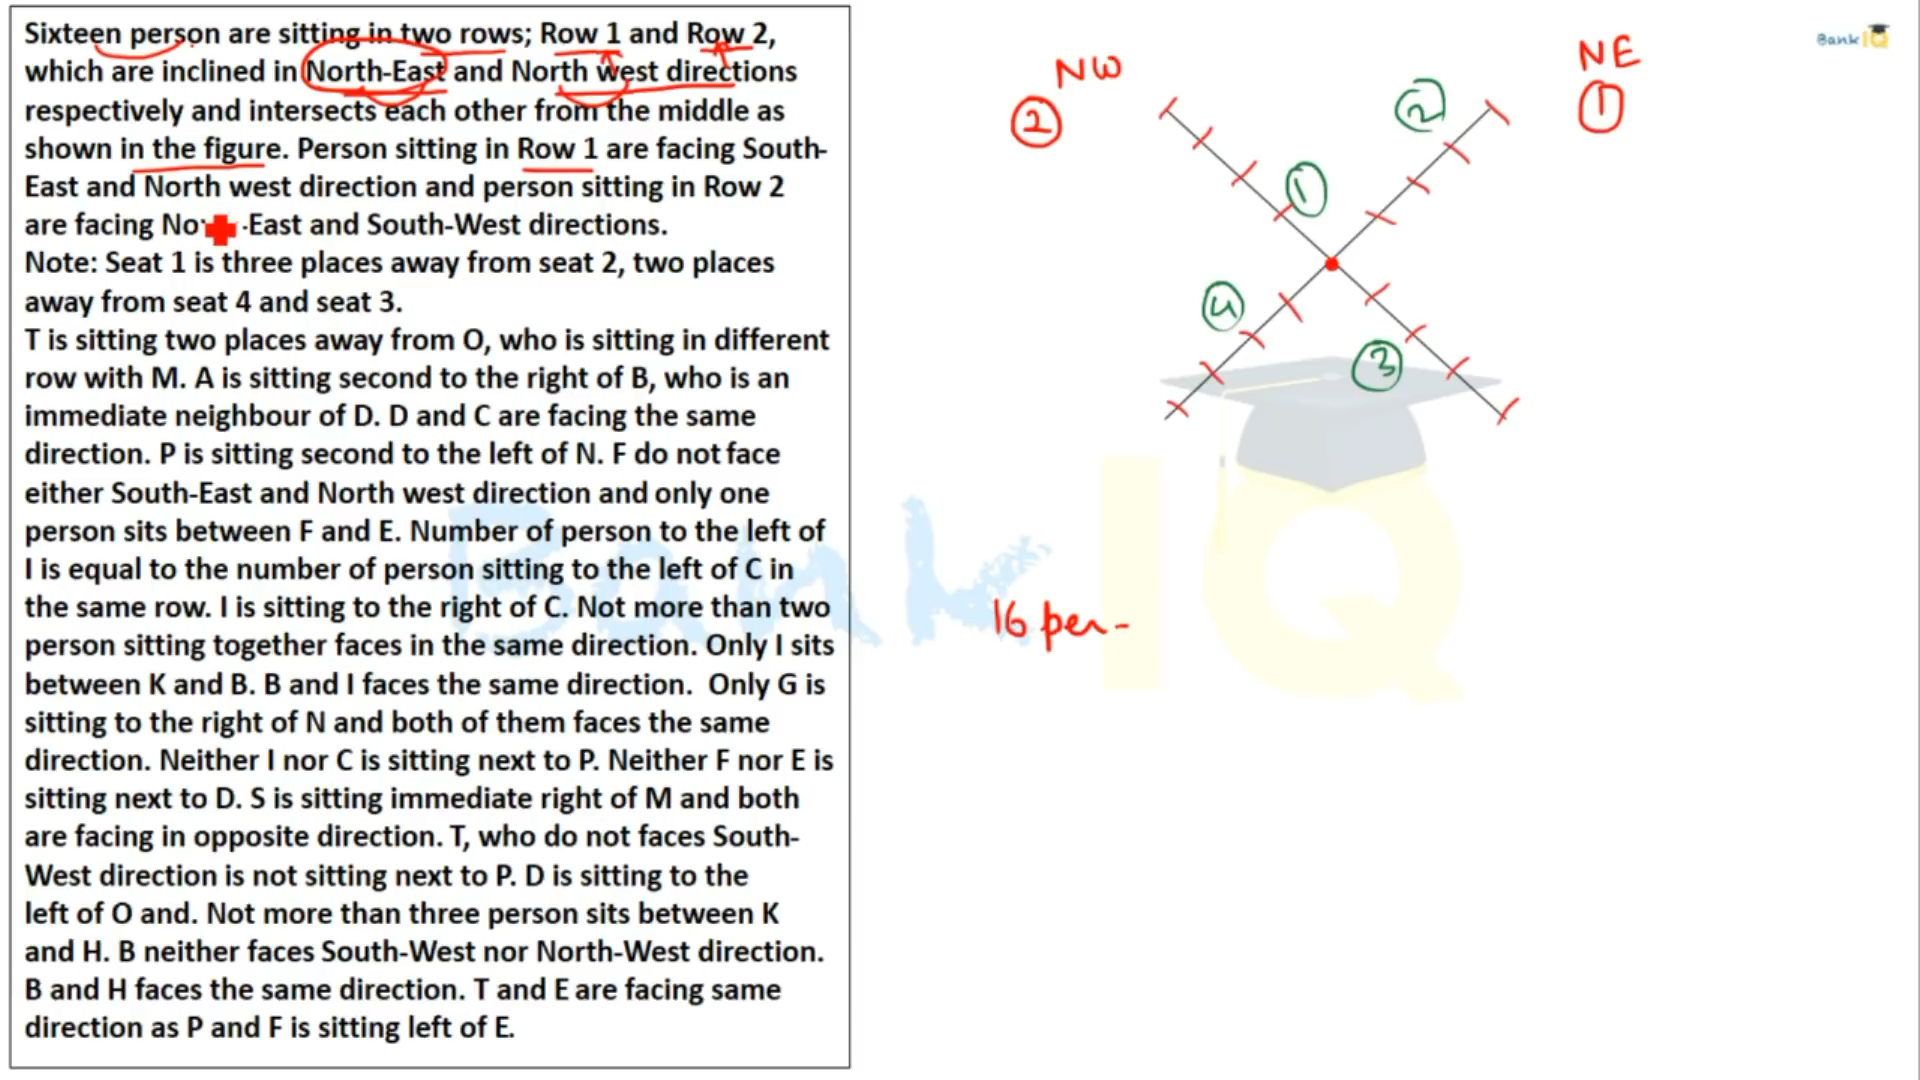 Sixteen person are sitting in two rows; Row 1 and Row 2,
which are inclined in North-East and North west directions
respectively and intersects each other from the middle as
shown in the figure. Person sitting in Row 1 are facing South-
East and North west direction and person sitting in Row 2
are facing No -East and South-West directions.
Note: Seat 1 is three places away from seat 2, two places
away from seat 4 and seat 3.
T is sitting two places away from O, who is sitting in different
row with M. A is sitting second to the right of B, who is an
immediate neighbour of D. D and C are facing the same
direction. P is sitting second to the left of N. F do not face
either South-East and North west direction and only one
person sits between F and E. Number of person to the left of
I is equal to the number of person sitting to the left of C in
the same row. I is sitting to the right of C. Not more than two
person sitting together faces in the same direction. Only I sits
between K and B. B and I faces the same direction.  Only G is
sitting to the right of N and both of them faces the same
direction. Neither I nor C is sitting next to P. Neither F nor E is
sitting next to D. S is sitting immediate right of M and both
are facing in opposite direction. T, who do not faces South-
West direction is not sitting next to P. D is sitting to the
left of O and. Not more than three person sits between K
and H. B neither faces South-West nor North-West direction.
B and H faces the same direction. T and E are facing same
direction as P and F is sitting left of E.
NW
2
NE
1
2
1
4
3
16 per-
Bank IQ
Bank IQ